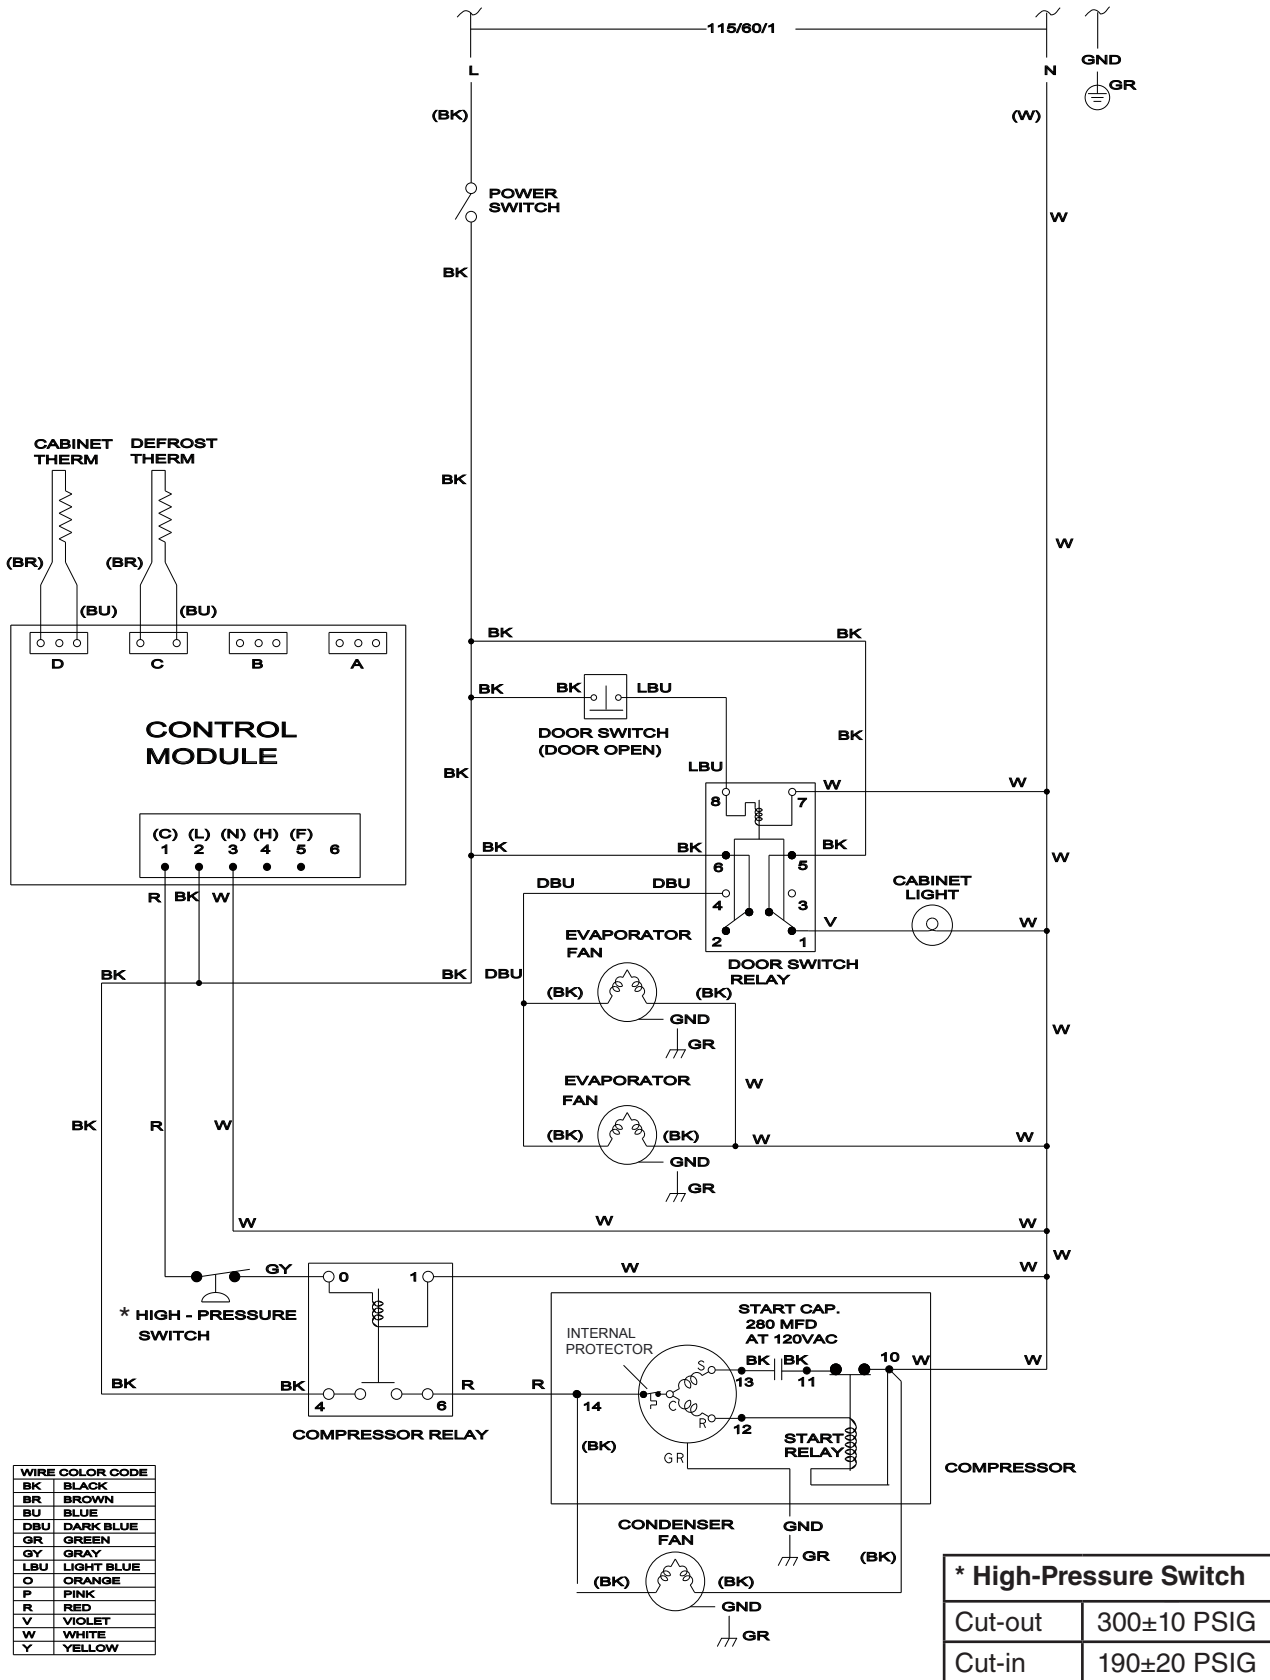 115/60/1
L
N
GND
GR
(BK)
(W)
POWER
SWITCH
W
BK
CABINET
THERM
DEFROST
THERM
BK
W
(BR)
(BR)
(BU)
(BU)
D
C
B
A
CONTROL
MODULE
(C) (L) (N) (H) (F)
1 2 3 4 5 6
R BK W
BK
BK
BK
BK
LBU
DOOR SWITCH
(DOOR OPEN)
BK
BK
LBU
8
7
W
W
BK
BK
6
5
BK
W
DBU
DBU
4
3
CABINET
LIGHT
2
1
V
W
DOOR SWITCH
RELAY
EVAPORATOR
FAN
BK
BK
DBU
(BK)
(BK)
GND
GR
W
EVAPORATOR
FAN
W
(BK)
(BK)
W
W
GND
GR
BK
R
W
W
W
W
W
GY
0
1
W
W
* HIGH - PRESSURE
SWITCH
BK
BK
4
6
R
R
COMPRESSOR RELAY
INTERNAL
PROTECTOR
START CAP.
280 MFD
AT 120VAC
S
BK
BK
13
11
10
W
W
14
P
C
R
12
(BK)
GR
START
RELAY
COMPRESSOR
CONDENSER
FAN
GND
GR
(BK)
(BK)
(BK)
GND
GR
WIRE COLOR CODE
BK BLACK
BR BROWN
BU BLUE
DBU DARK BLUE
GR GREEN
GY GRAY
LBU LIGHT BLUE
O ORANGE
P PINK
R RED
V VIOLET
W WHITE
Y YELLOW
* High-Pressure Switch
Cut-out 300±10 PSIG
Cut-in 190±20 PSIG